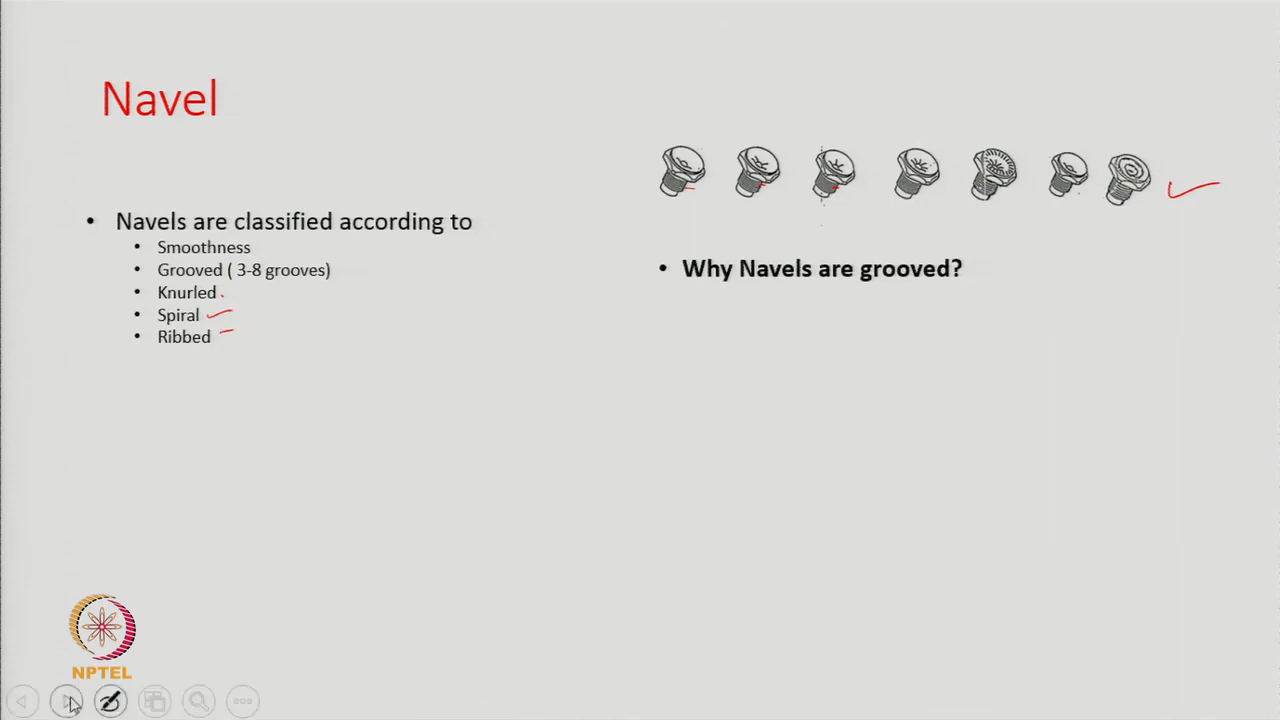 Navel
• Navels are classified according to
• Smoothness
• Grooved ( 3-8 grooves)
• Knurled
• Spiral
• Ribbed
• Why Navels are grooved?
NPTEL